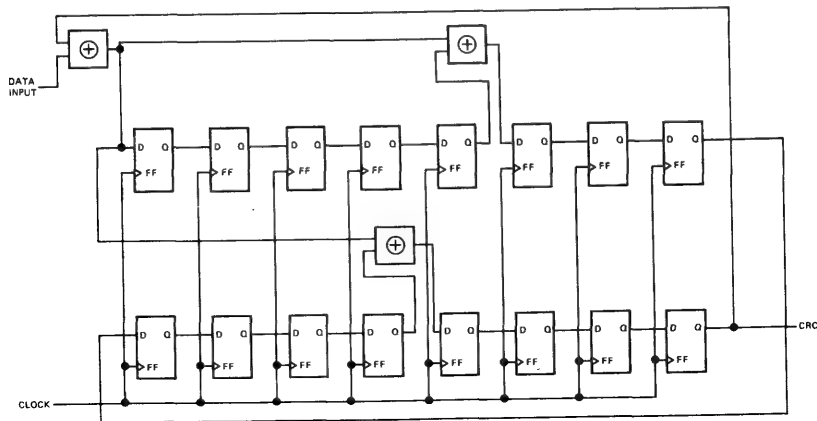 DATA
INPUT
D Q D Q D Q D Q D Q D Q D Q D Q
FF FF FF FF FF FF FF FF
D Q D Q D Q D Q D Q D Q D Q D Q
CRC
FF FF FF FF FF FF FF FF
CLOCK